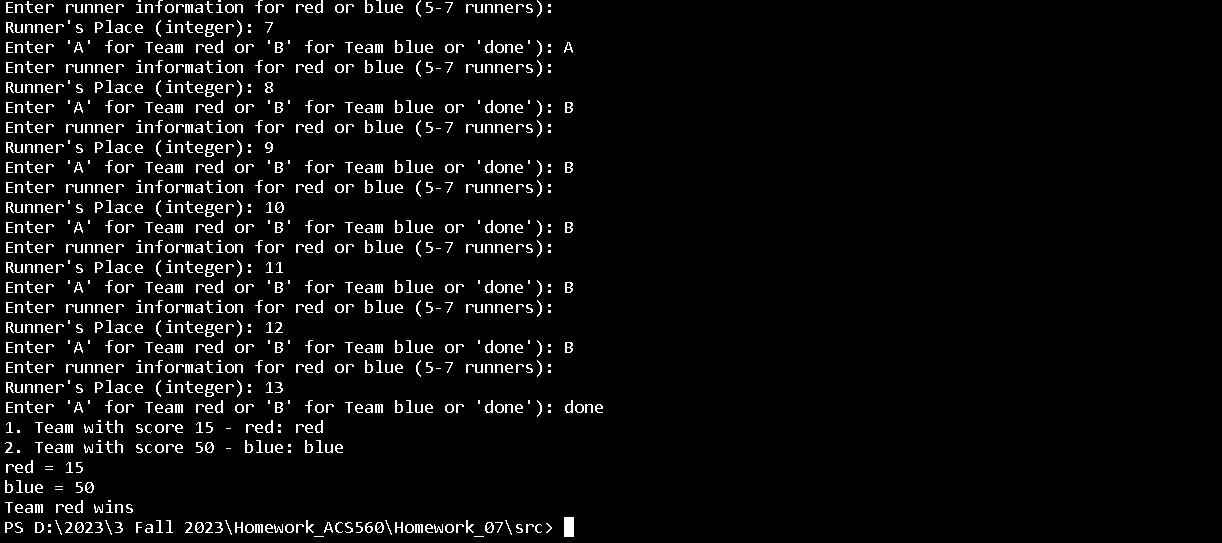 Enter runner information for red or blue (5-7 runners):
Runner's Place (integer): 7
Enter 'A' for Team red or 'B' for Team blue or 'done'): A
Enter runner information for red or blue (5-7 runners):
Runner's Place (integer): 8
Enter 'A' for Team red or 'B' for Team blue or 'done'): B
Enter runner information for red or blue (5-7 runners):
Runner's Place (integer): 9
Enter 'A' for Team red or 'B' for Team blue or 'done'): B
Enter runner information for red or blue (5-7 runners):
Runner's Place (integer): 10
Enter 'A' for Team red or 'B' for Team blue or 'done'): B
Enter runner information for red or blue (5-7 runners):
Runner's Place (integer): 11
Enter 'A' for Team red or 'B' for Team blue or 'done'): B
Enter runner information for red or blue (5-7 runners):
Runner's Place (integer): 12
Enter 'A' for Team red or 'B' for Team blue or 'done'): B
Enter runner information for red or blue (5-7 runners):
Runner's Place (integer): 13
Enter 'A' for Team red or 'B' for Team blue or 'done'): done
1. Team with score 15 - red: red
2. Team with score 50 - blue: blue
red = 15
blue = 50
Team red wins
PS D:\2023\3 Fall 2023\Homework_ACS560\Homework_07\src>